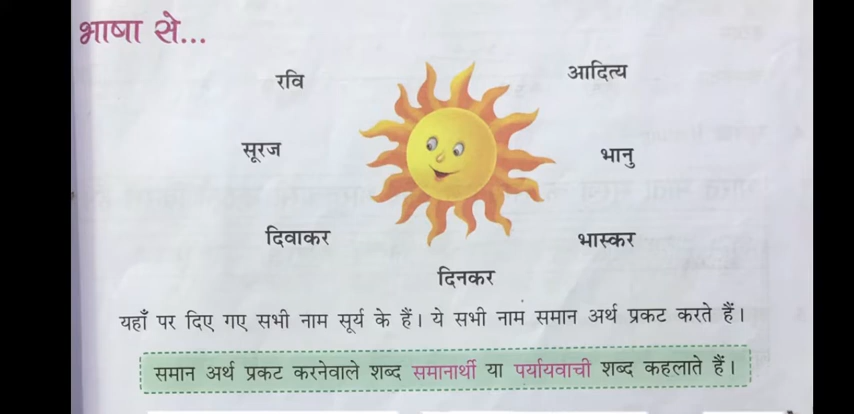 भाषा से...
रवि
आदित्य
सूरज
भानु
दिवाकर
भास्कर
दिनकर
यहाँ पर दिए गए सभी नाम सूर्य के हैं। ये सभी नाम समान अर्थ प्रकट करते हैं।
समान अर्थ प्रकट करनेवाले शब्द समानार्थी या पर्यायवाची शब्द कहलाते हैं।